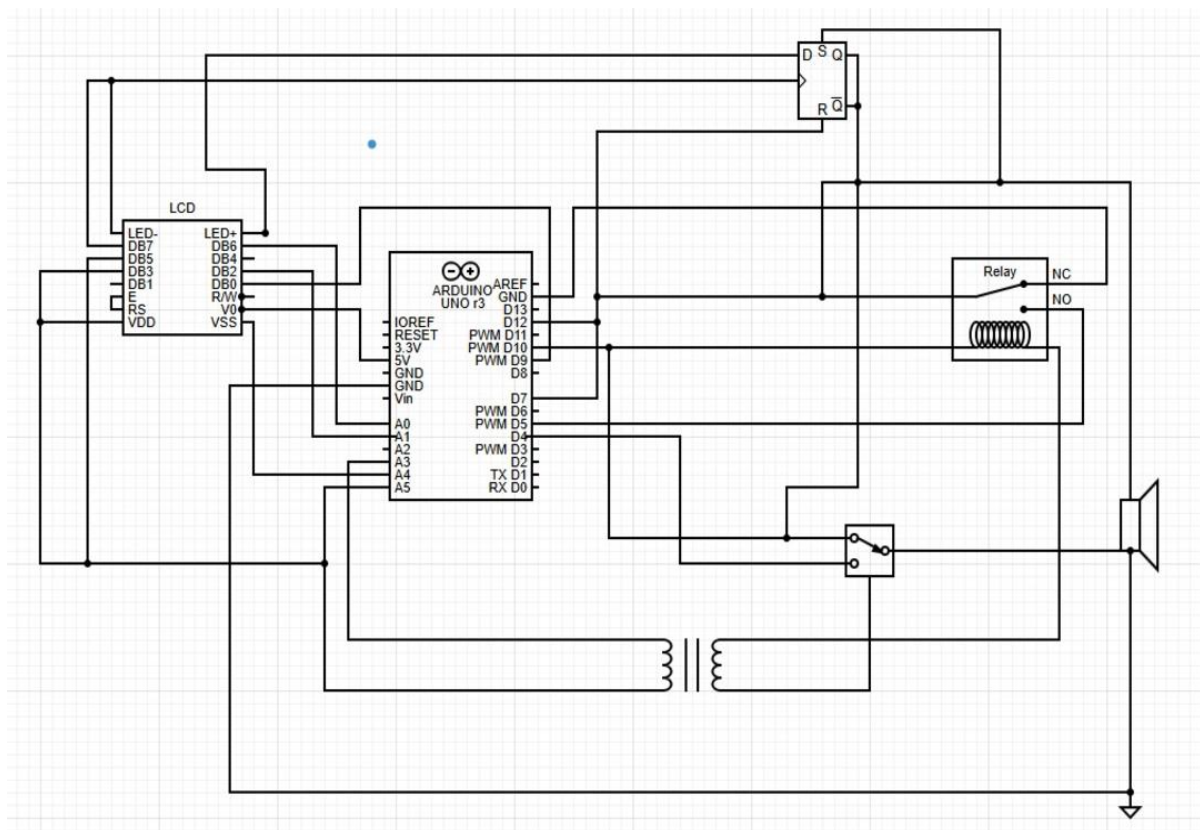 D S Q
R Q̅
LCD
LED- LED+
DB7 DB6
DB5 DB4
DB3 DB2
DB1 DB0
E R/W
RS V0
VDD VSS
ARDUINO
UNO r3
AREF
GND
D13
IOREF D12
RESET PWM D11
3.3V PWM D10
5V PWM D9
GND D8
GND
Vin D7
PWM D6
A0 PWM D5
A1 D4
A2 PWM D3
A3 D2
A4 TX D1
A5 RX D0
Relay NC
NO